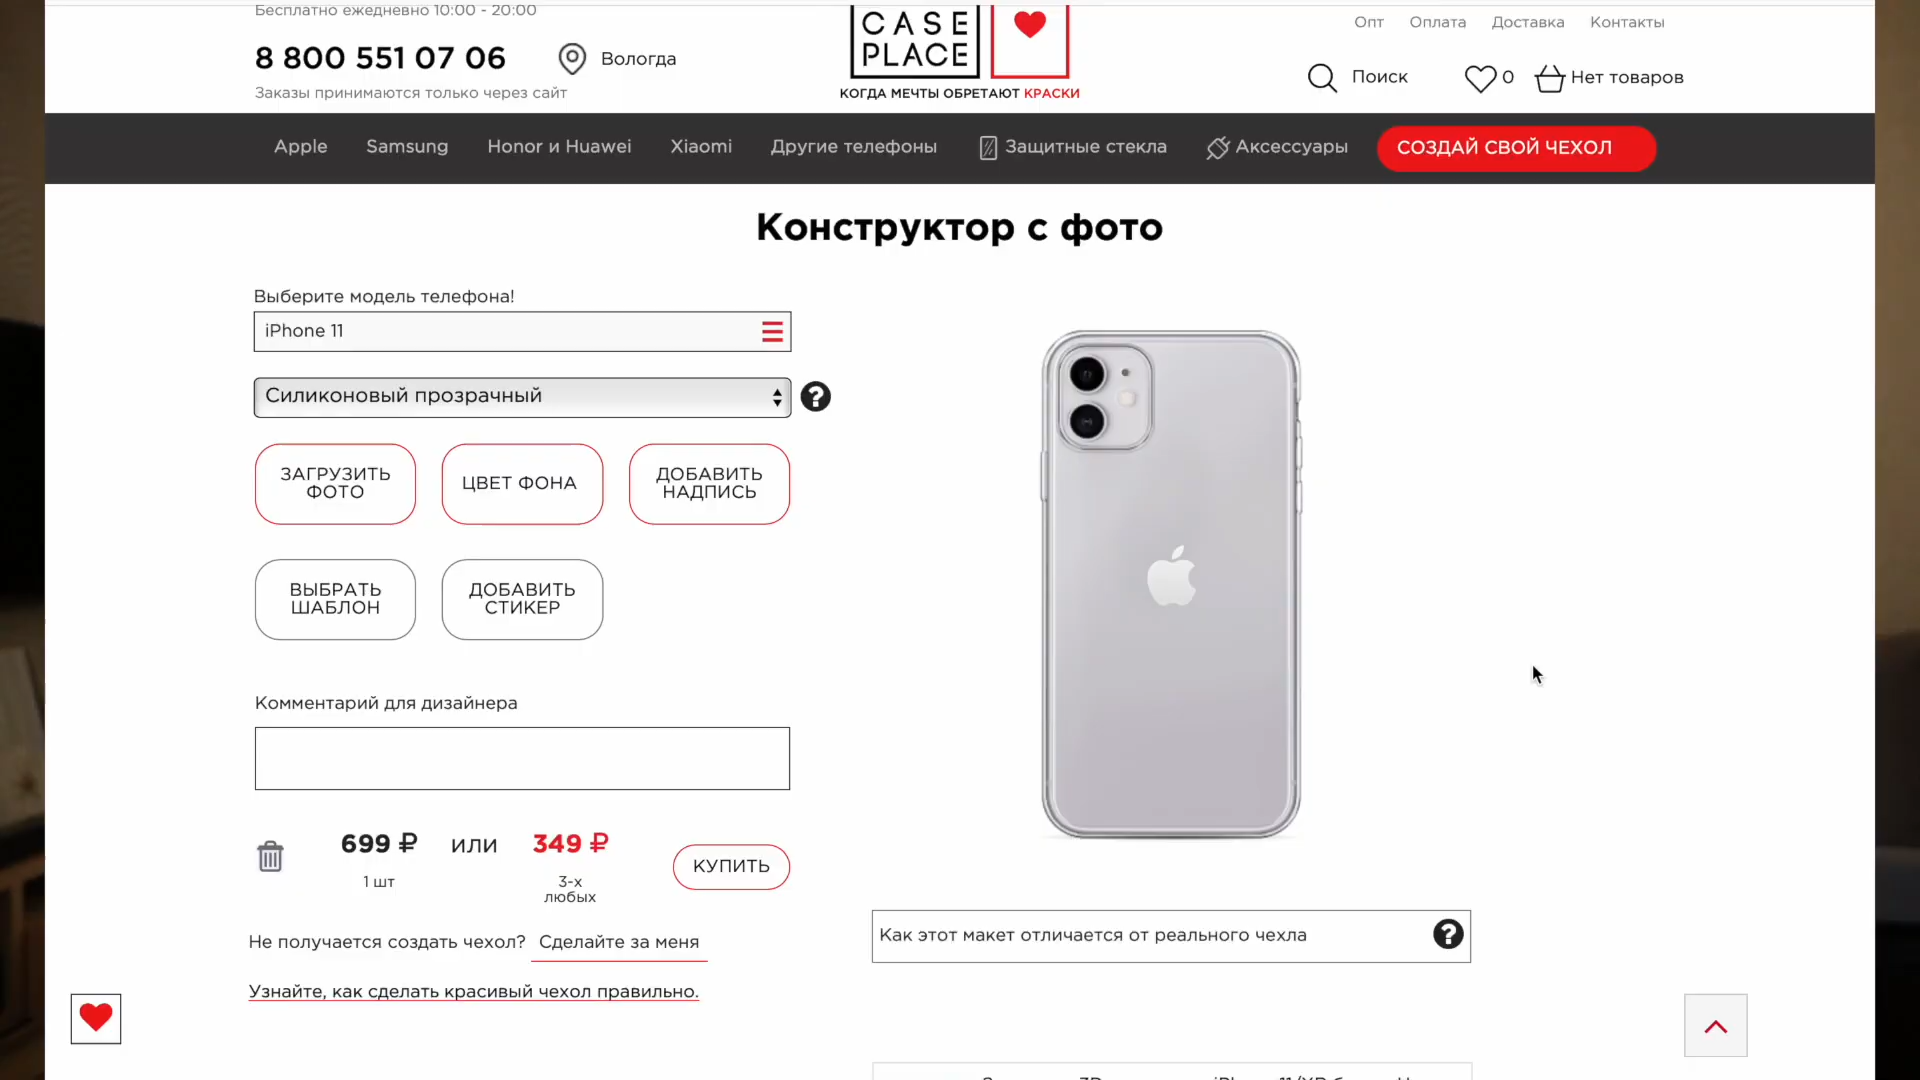 Бесплатно ежедневно 10:00 - 20:00
8 800 551 07 06
Вологда
Заказы принимаются только через сайт
CASE
PLACE
КОГДА МЕЧТЫ ОБРЕТАЮТ КРАСКИ
Опт Оплата Доставка Контакты
Поиск
0
Нет товаров
Apple Samsung Honor и Huawei Xiaomi Другие телефоны Защитные стекла Аксессуары СОЗДАЙ СВОЙ ЧЕХОЛ
Конструктор с фото
Выберите модель телефона!
iPhone 11
Силиконовый прозрачный
?
ЗАГРУЗИТЬ
ФОТО
ЦВЕТ ФОНА
ДОБАВИТЬ
НАДПИСЬ
ВЫБРАТЬ
ШАБЛОН
ДОБАВИТЬ
СТИКЕР
Комментарий для дизайнера
699 ₽ или 349 ₽
1 шт
3-х
любых
КУПИТЬ
Не получается создать чехол? Сделайте за меня
Узнайте, как сделать красивый чехол правильно.
Как этот макет отличается от реального чехла
?